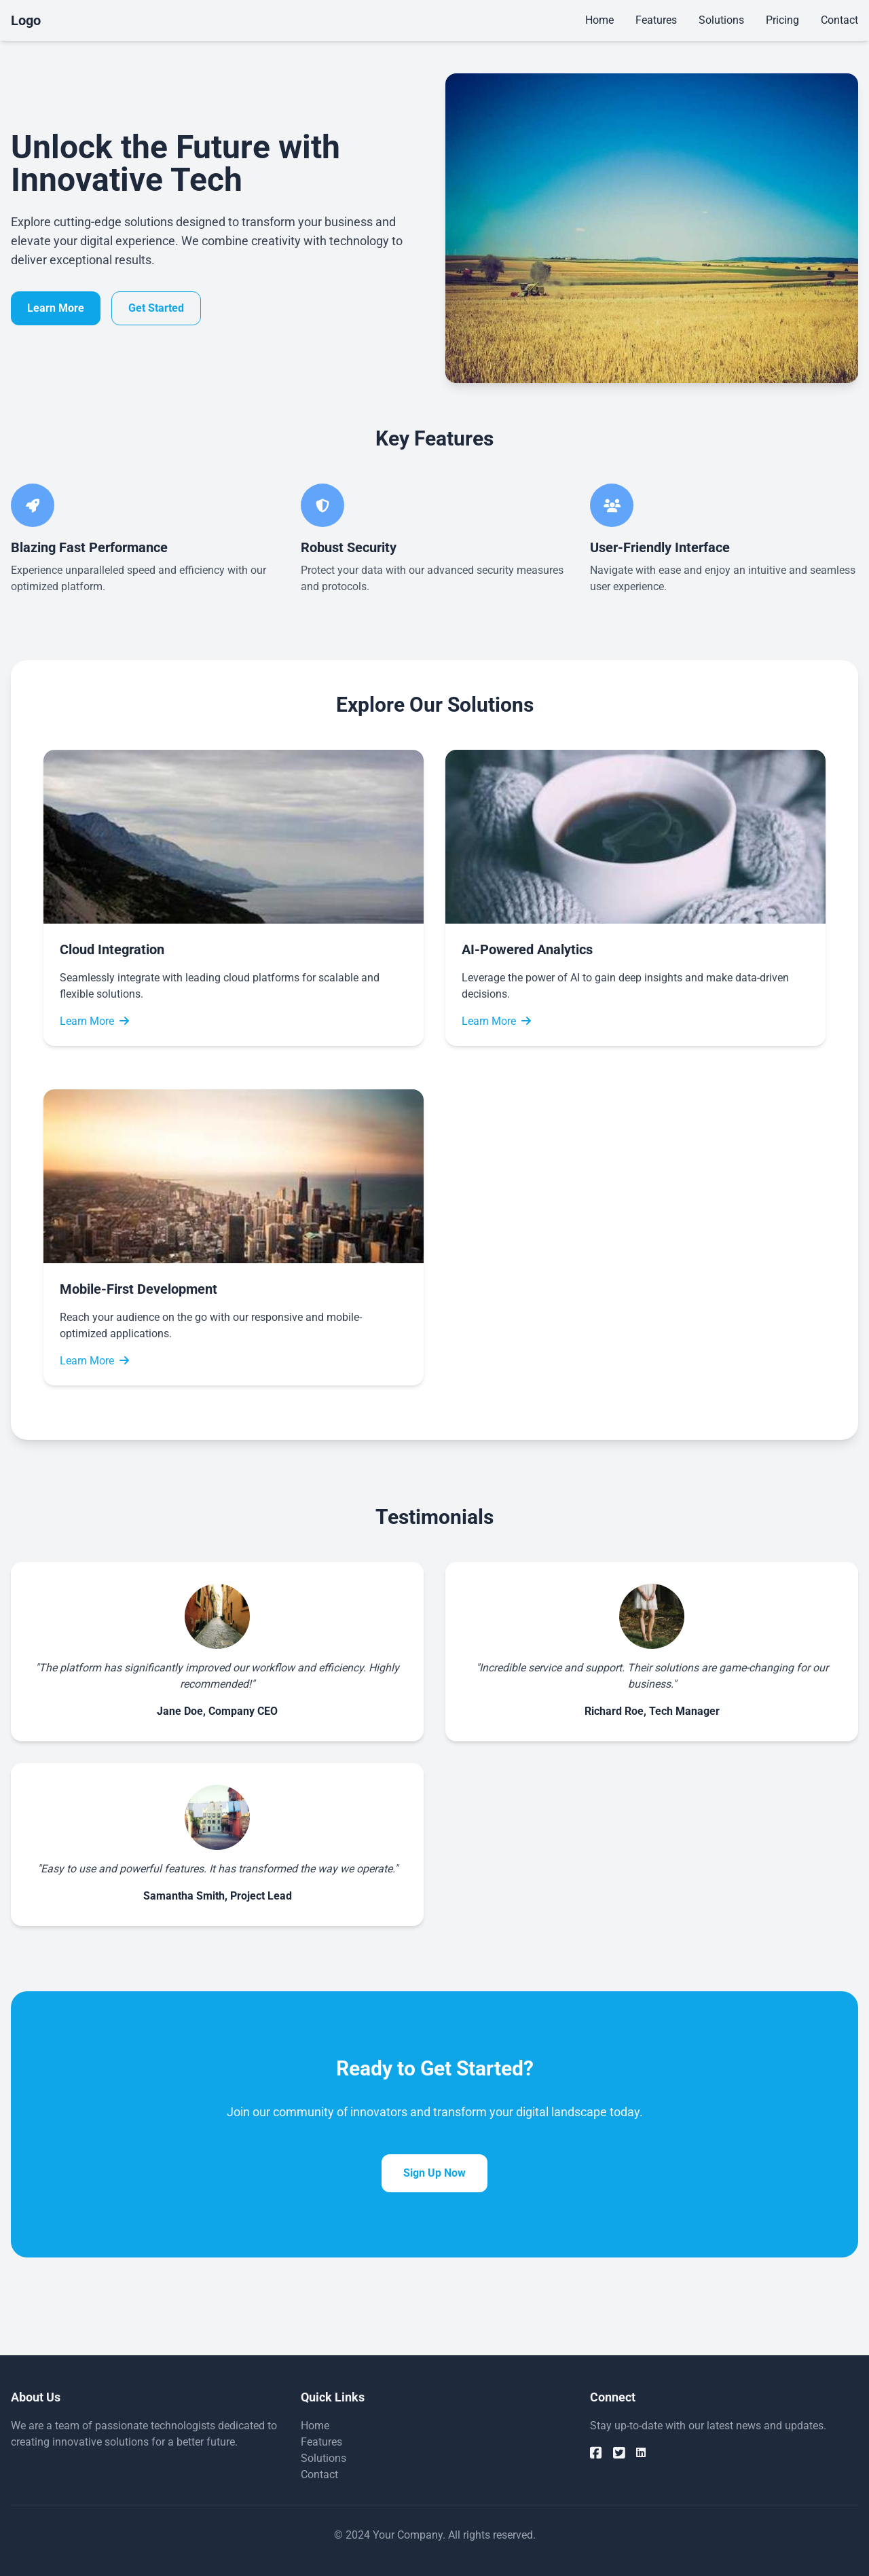 Logo
Home
Features
Solutions
Pricing
Contact
Unlock the Future with
Innovative Tech
Explore cutting-edge solutions designed to transform your business and
elevate your digital experience. We combine creativity with technology to
deliver exceptional results.
Learn More
Get Started
Key Features
Blazing Fast Performance
Experience unparalleled speed and efficiency with our
optimized platform.
Robust Security
Protect your data with our advanced security measures
and protocols.
User-Friendly Interface
Navigate with ease and enjoy an intuitive and seamless
user experience.
Explore Our Solutions
Cloud Integration
Seamlessly integrate with leading cloud platforms for scalable and
flexible solutions.
Learn More
AI-Powered Analytics
Leverage the power of AI to gain deep insights and make data-driven
decisions.
Learn More
Mobile-First Development
Reach your audience on the go with our responsive and mobile-
optimized applications.
Learn More
Testimonials
"The platform has significantly improved our workflow and efficiency. Highly
recommended!"
Jane Doe, Company CEO
"Incredible service and support. Their solutions are game-changing for our
business."
Richard Roe, Tech Manager
"Easy to use and powerful features. It has transformed the way we operate."
Samantha Smith, Project Lead
Ready to Get Started?
Join our community of innovators and transform your digital landscape today.
Sign Up Now
About Us
We are a team of passionate technologists dedicated to
creating innovative solutions for a better future.
Quick Links
Home
Features
Solutions
Contact
Connect
Stay up-to-date with our latest news and updates.
© 2024 Your Company. All rights reserved.